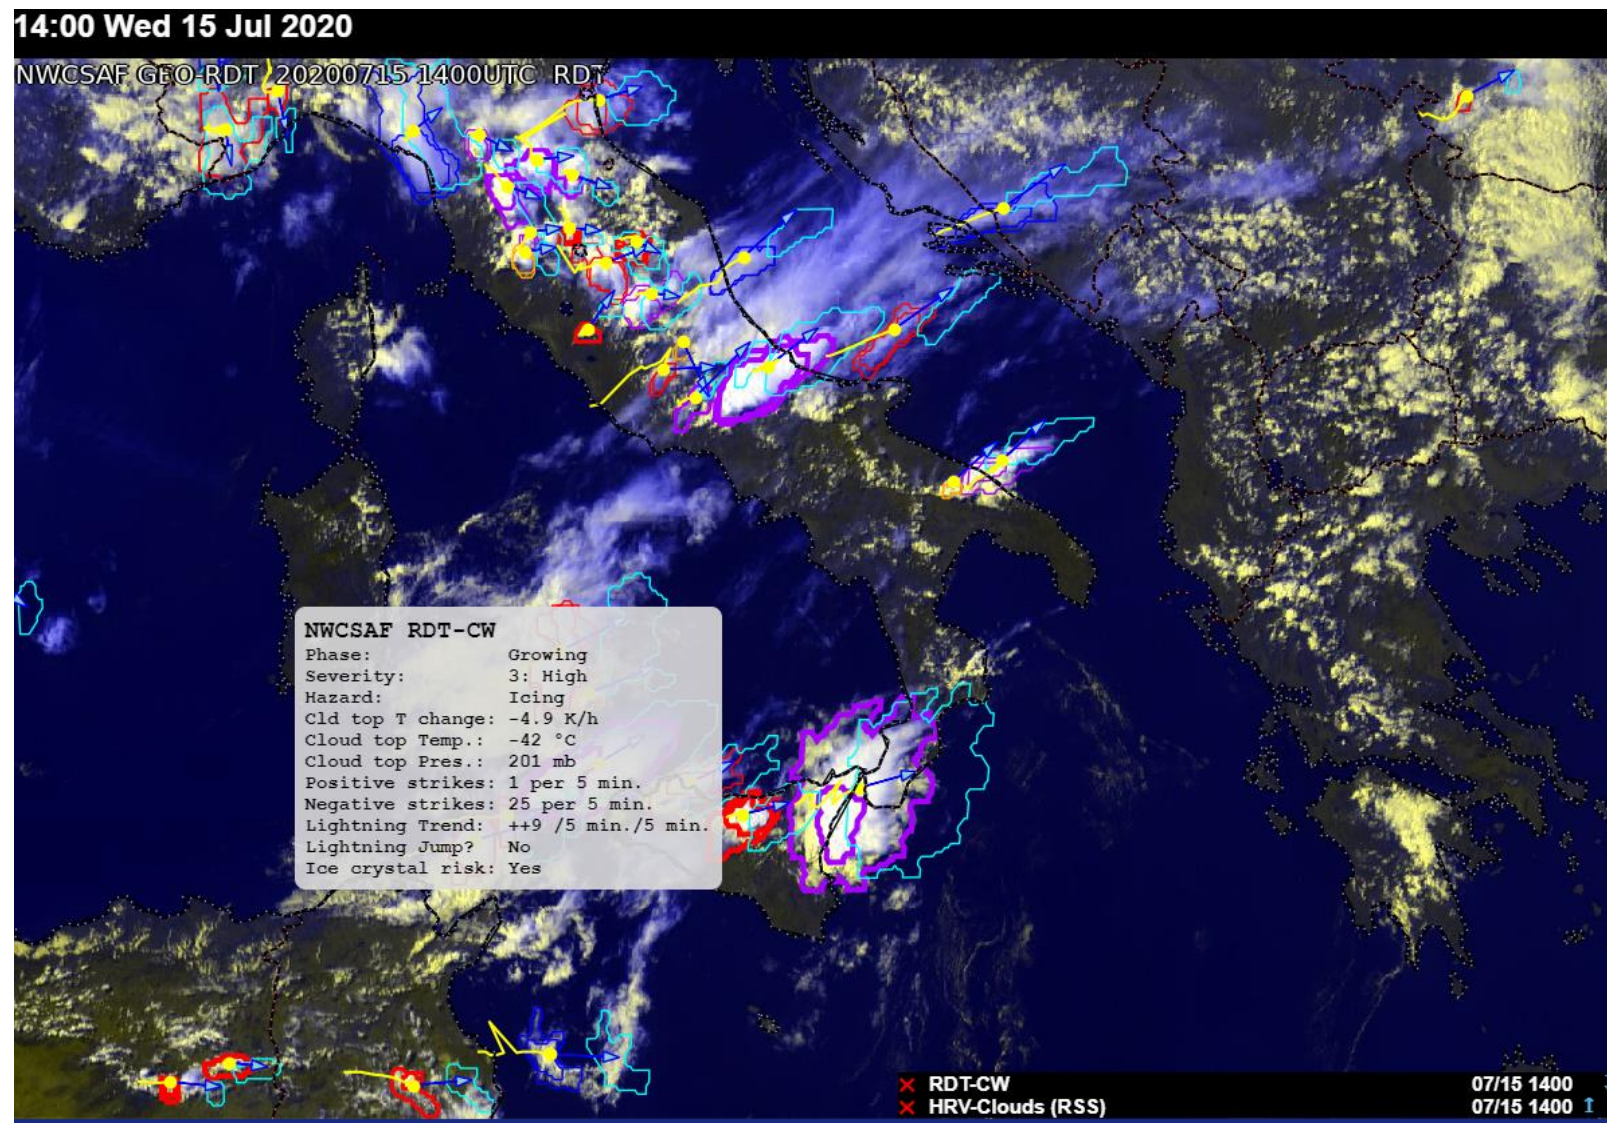 14:00 Wed 15 Jul 2020
NWCSAF GEO-RDT 20200715 1400UTC RDT
NWCSAF RDT-CW
Phase: Growing
Severity: 3: High
Hazard: Icing
Cld top T change: -4.9 K/h
Cloud top Temp.: -42 °C
Cloud top Pres.: 201 mb
Positive strikes: 1 per 5 min.
Negative strikes: 25 per 5 min.
Lightning Trend: ++9 /5 min./5 min.
Lightning Jump? No
Ice crystal risk: Yes
RDT-CW 07/15 1400
HRV-Clouds (RSS) 07/15 1400